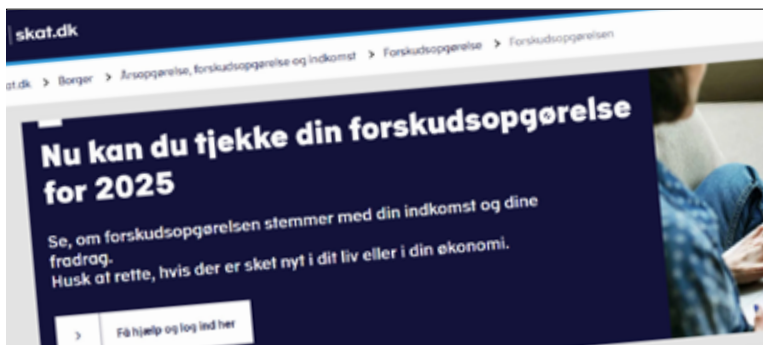 skat.dk
at.dk > Borger > Årsopgørelse, forskudsopgørelse og indkomst > Forskudsopgørelse > Forskudsopgørelsen
Nu kan du tjekke din forskudsopgørelse
for 2025
Se, om forskudsopgørelsen stemmer med din indkomst og dine
fradrag.
Husk at rette, hvis der er sket nyt i dit liv eller i din økonomi.
> Få hjælp og log ind her